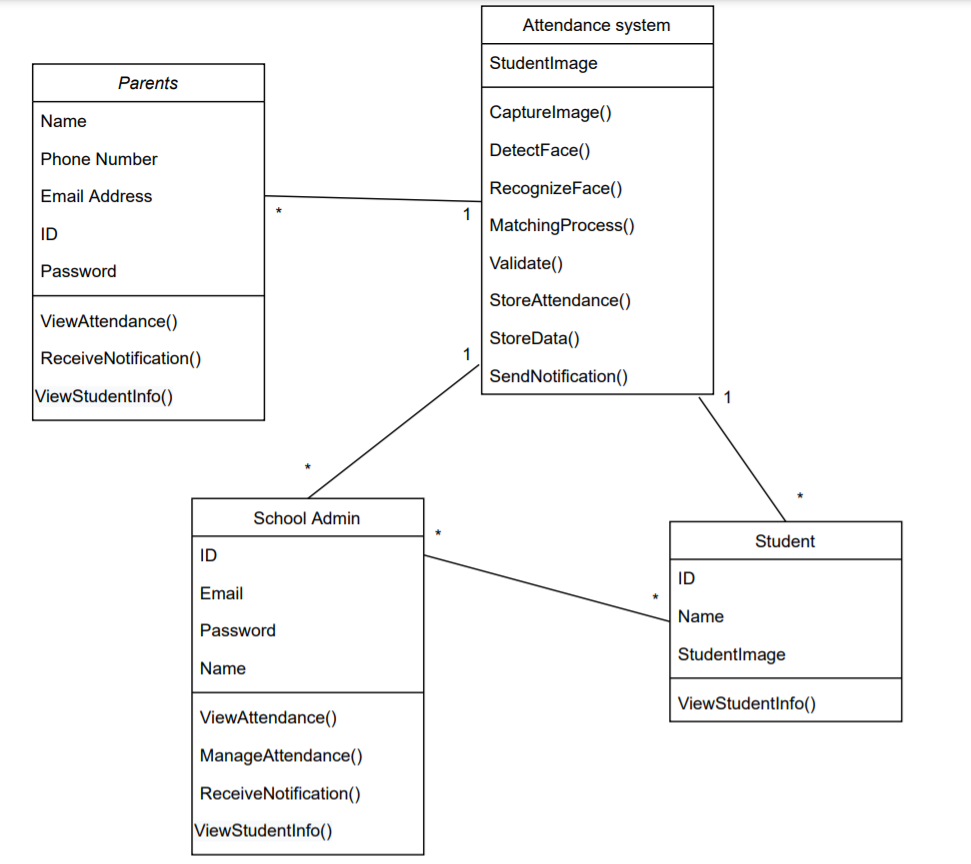 Attendance system
StudentImage
CaptureImage()
DetectFace()
RecognizeFace()
MatchingProcess()
Validate()
StoreAttendance()
StoreData()
SendNotification()
Parents
Name
Phone Number
Email Address
ID
Password
ViewAttendance()
ReceiveNotification()
ViewStudentInfo()
*
1
1
*
1
*
School Admin
ID
Email
Password
Name
ViewAttendance()
ManageAttendance()
ReceiveNotification()
ViewStudentInfo()
*
*
Student
ID
Name
StudentImage
ViewStudentInfo()